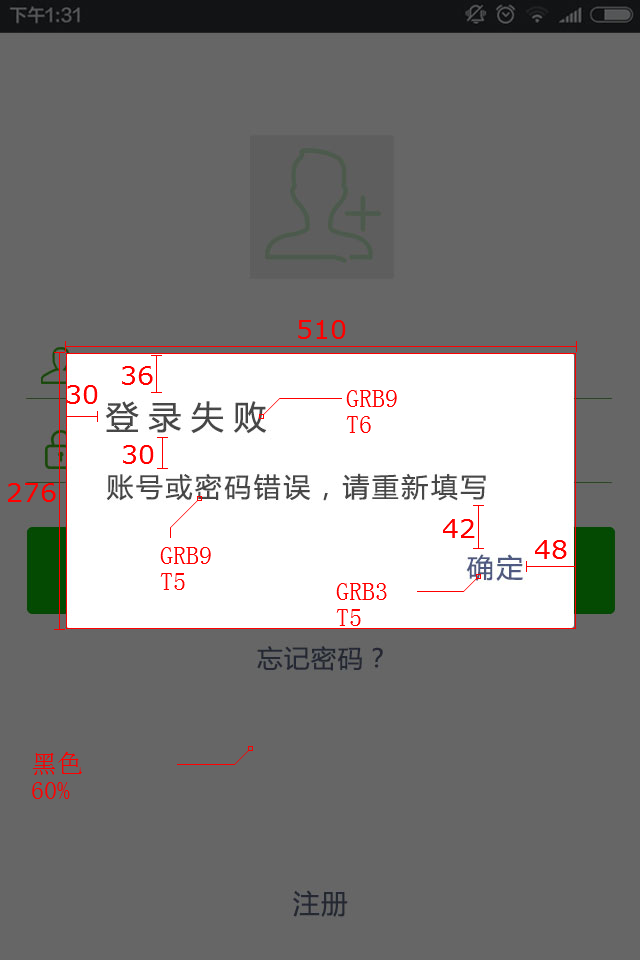 下午1:31
510
36
30
GRB9
T6
登录失败
30
276
账号或密码错误，请重新填写
42
48
GRB9
T5
确定
GRB3
T5
忘记密码？
黑色
60%
注册